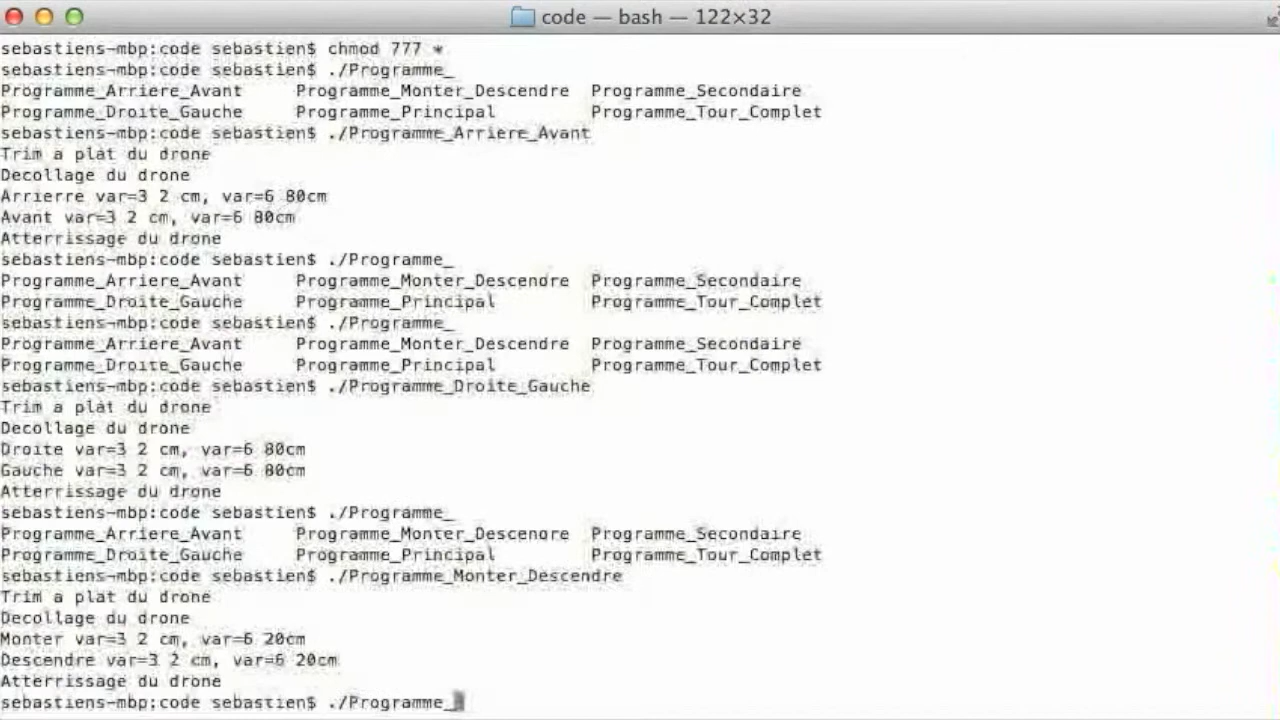 code — bash — 122×32
sebastiens-mbp:code sebastien$ chmod 777 *
sebastiens-mbp:code sebastien$ ./Programme_
Programme_Arriere_Avant Programme_Monter_Descendre Programme_Secondaire
Programme_Droite_Gauche Programme_Principal Programme_Tour_Complet
sebastiens-mbp:code sebastien$ ./Programme_Arriere_Avant
Trim a plat du drone
Decollage du drone
Arrierre var=3 2 cm, var=6 80cm
Avant var=3 2 cm, var=6 80cm
Atterrissage du drone
sebastiens-mbp:code sebastien$ ./Programme_
Programme_Arriere_Avant Programme_Monter_Descendre Programme_Secondaire
Programme_Droite_Gauche Programme_Principal Programme_Tour_Complet
sebastiens-mbp:code sebastien$ ./Programme_
Programme_Arriere_Avant Programme_Monter_Descendre Programme_Secondaire
Programme_Droite_Gauche Programme_Principal Programme_Tour_Complet
sebastiens-mbp:code sebastien$ ./Programme_Droite_Gauche
Trim a plat du drone
Decollage du drone
Droite var=3 2 cm, var=6 80cm
Gauche var=3 2 cm, var=6 80cm
Atterrissage du drone
sebastiens-mbp:code sebastien$ ./Programme_
Programme_Arriere_Avant Programme_Monter_Descendre Programme_Secondaire
Programme_Droite_Gauche Programme_Principal Programme_Tour_Complet
sebastiens-mbp:code sebastien$ ./Programme_Monter_Descendre
Trim a plat du drone
Decollage du drone
Monter var=3 2 cm, var=6 20cm
Descendre var=3 2 cm, var=6 20cm
Atterrissage du drone
sebastiens-mbp:code sebastien$ ./Programme_